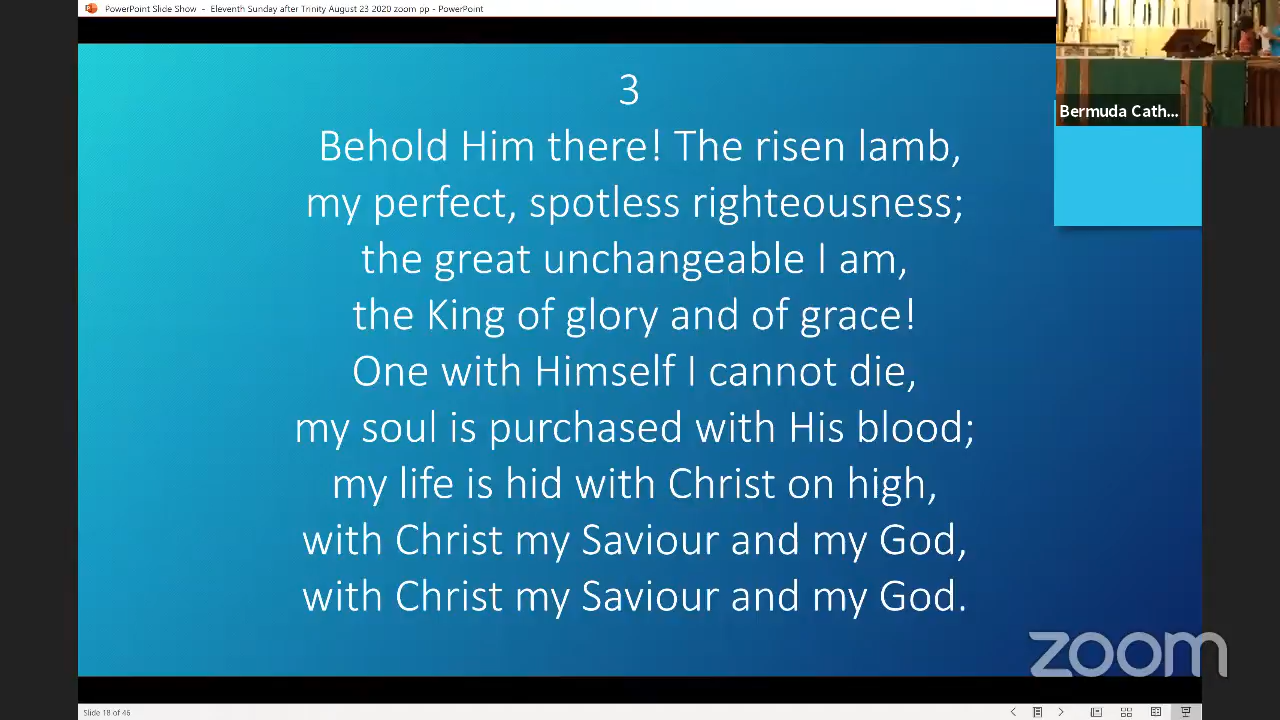 PowerPoint Slide Show - Eleventh Sunday after Trinity August 23 2020 zoom pp - PowerPoint
Bermuda Cath...
3
Behold Him there! The risen lamb,
my perfect, spotless righteousness;
the great unchangeable I am,
the King of glory and of grace!
One with Himself I cannot die,
my soul is purchased with His blood;
my life is hid with Christ on high,
with Christ my Saviour and my God,
with Christ my Saviour and my God.
zoom
Slide 18 of 46